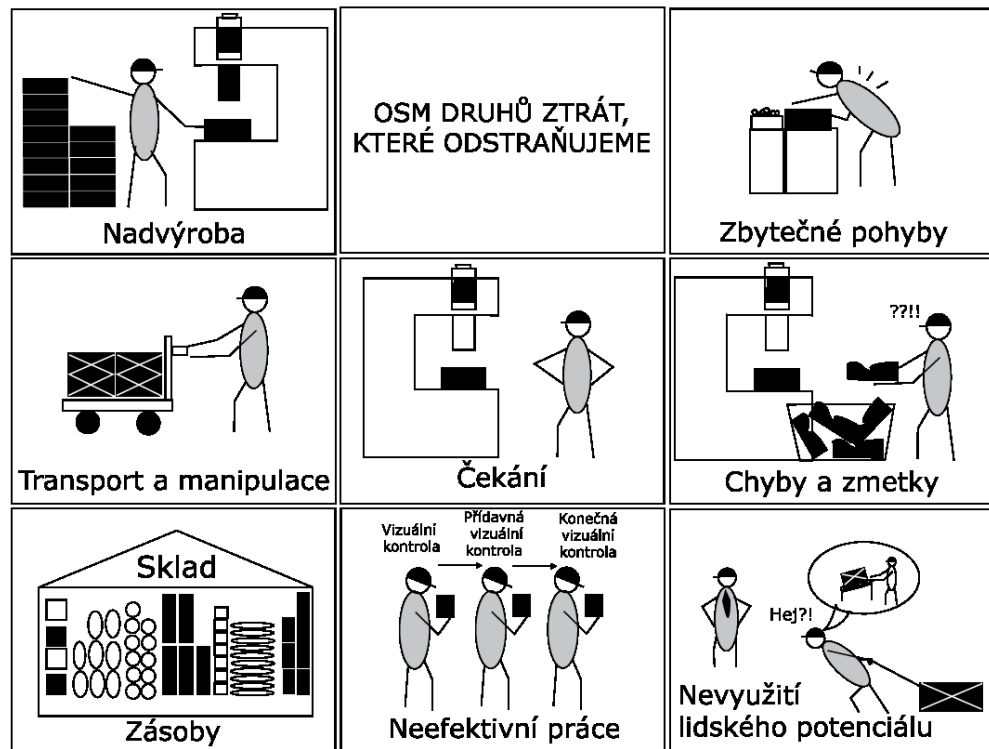 Nadvýroba
OSM DRUHŮ ZTRÁT,
KTERÉ ODSTRAŇUJEME
Zbytečné pohyby
Transport a manipulace
Čekání
??!!
Chyby a zmetky
Sklad
Zásoby
Vizuální
kontrola
Přídavná
vizuální
kontrola
Konečná
vizuální
kontrola
Neefektivní práce
Hej?!
Nevyužití
lidského potenciálu